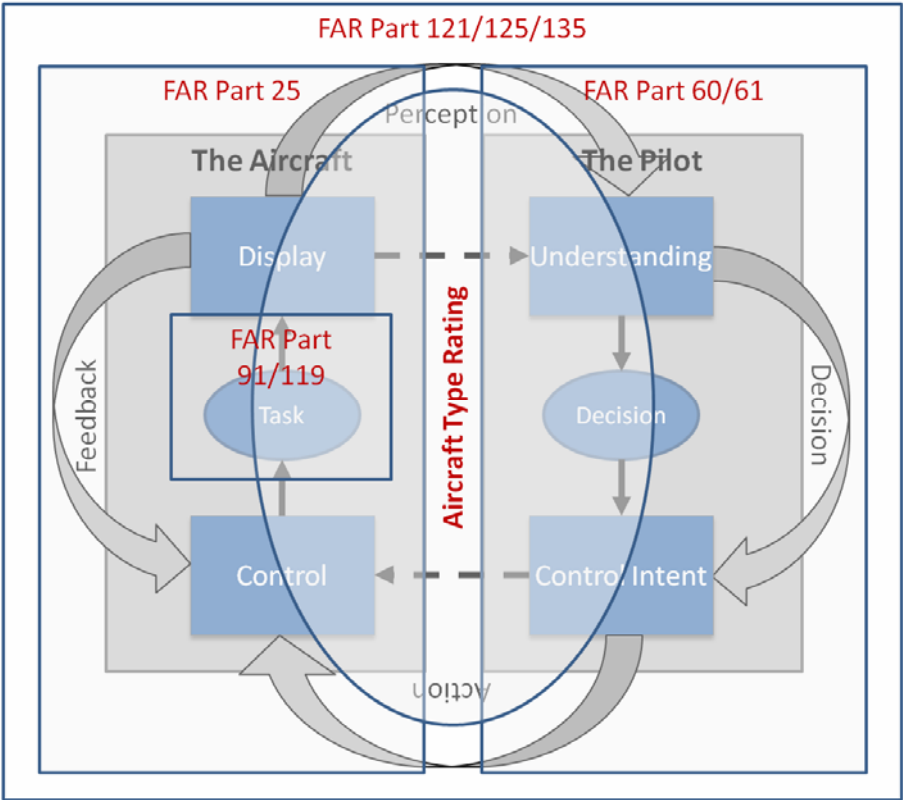 FAR Part 121/125/135
FAR Part 25
FAR Part 60/61
Perception
The Aircraft
The Pilot
Display
Understanding
FAR Part
91/119
Aircraft Type Rating
Feedback
Task
Decision
Decision
Control
Control Intent
Action